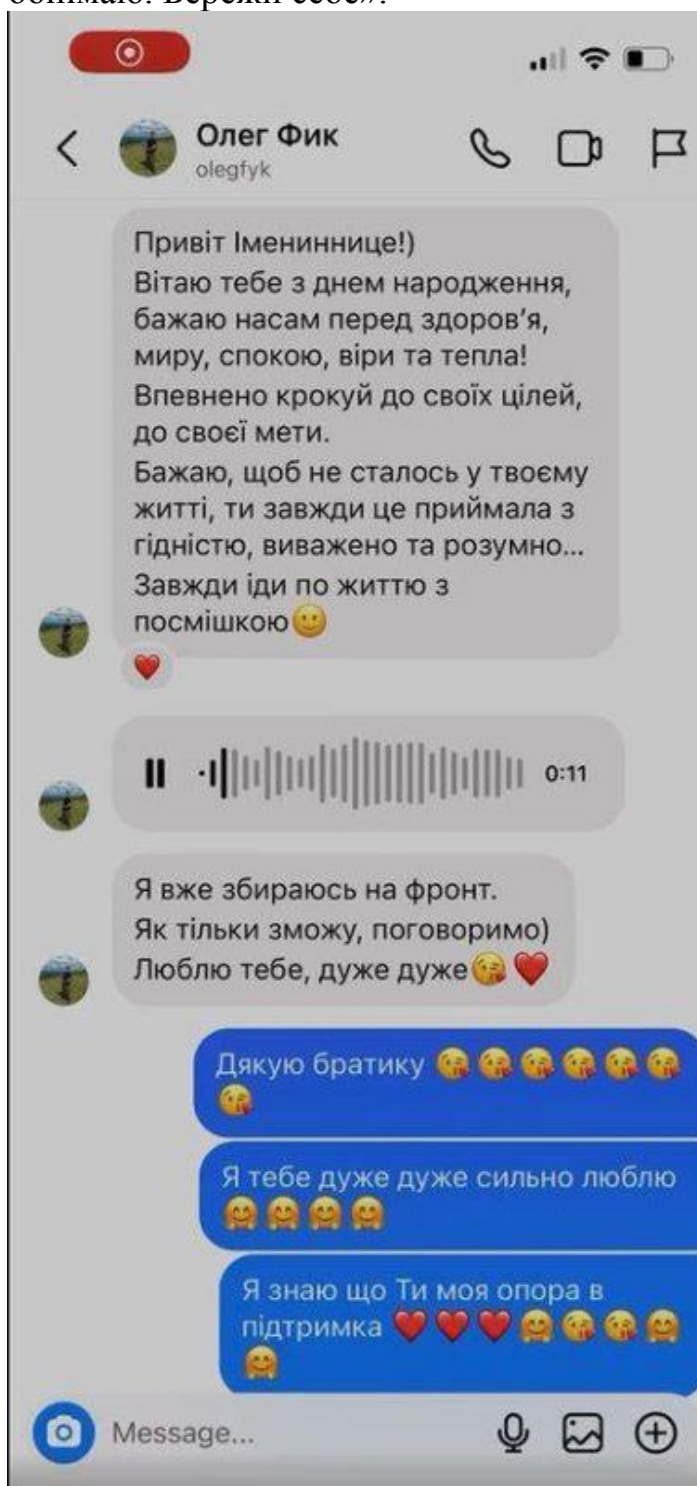 обнімаю! Бережи себе».
Олег Фик
olegfyk
Привіт Імениннице!)
Вітаю тебе з днем народження,
бажаю насам перед здоров’я,
миру, спокою, віри та тепла!
Впевнено крокуй до своїх цілей,
до своєї мети.
Бажаю, щоб не сталось у твоєму
житті, ти завжди це приймала з
гідністю, виважено та розумно...
Завжди іди по життю з
посмішкою🙂
❤️
0:11
Я вже збираюсь на фронт.
Як тільки зможу, поговоримо)
Люблю тебе, дуже дуже😘❤️
Дякую братику 😘😘😘😘😘😘
😘
Я тебе дуже дуже сильно люблю
🤗🤗🤗🤗
Я знаю що Ти моя опора в
підтримка ❤️❤️❤️🤗😘😘🤗
🤗
Message...